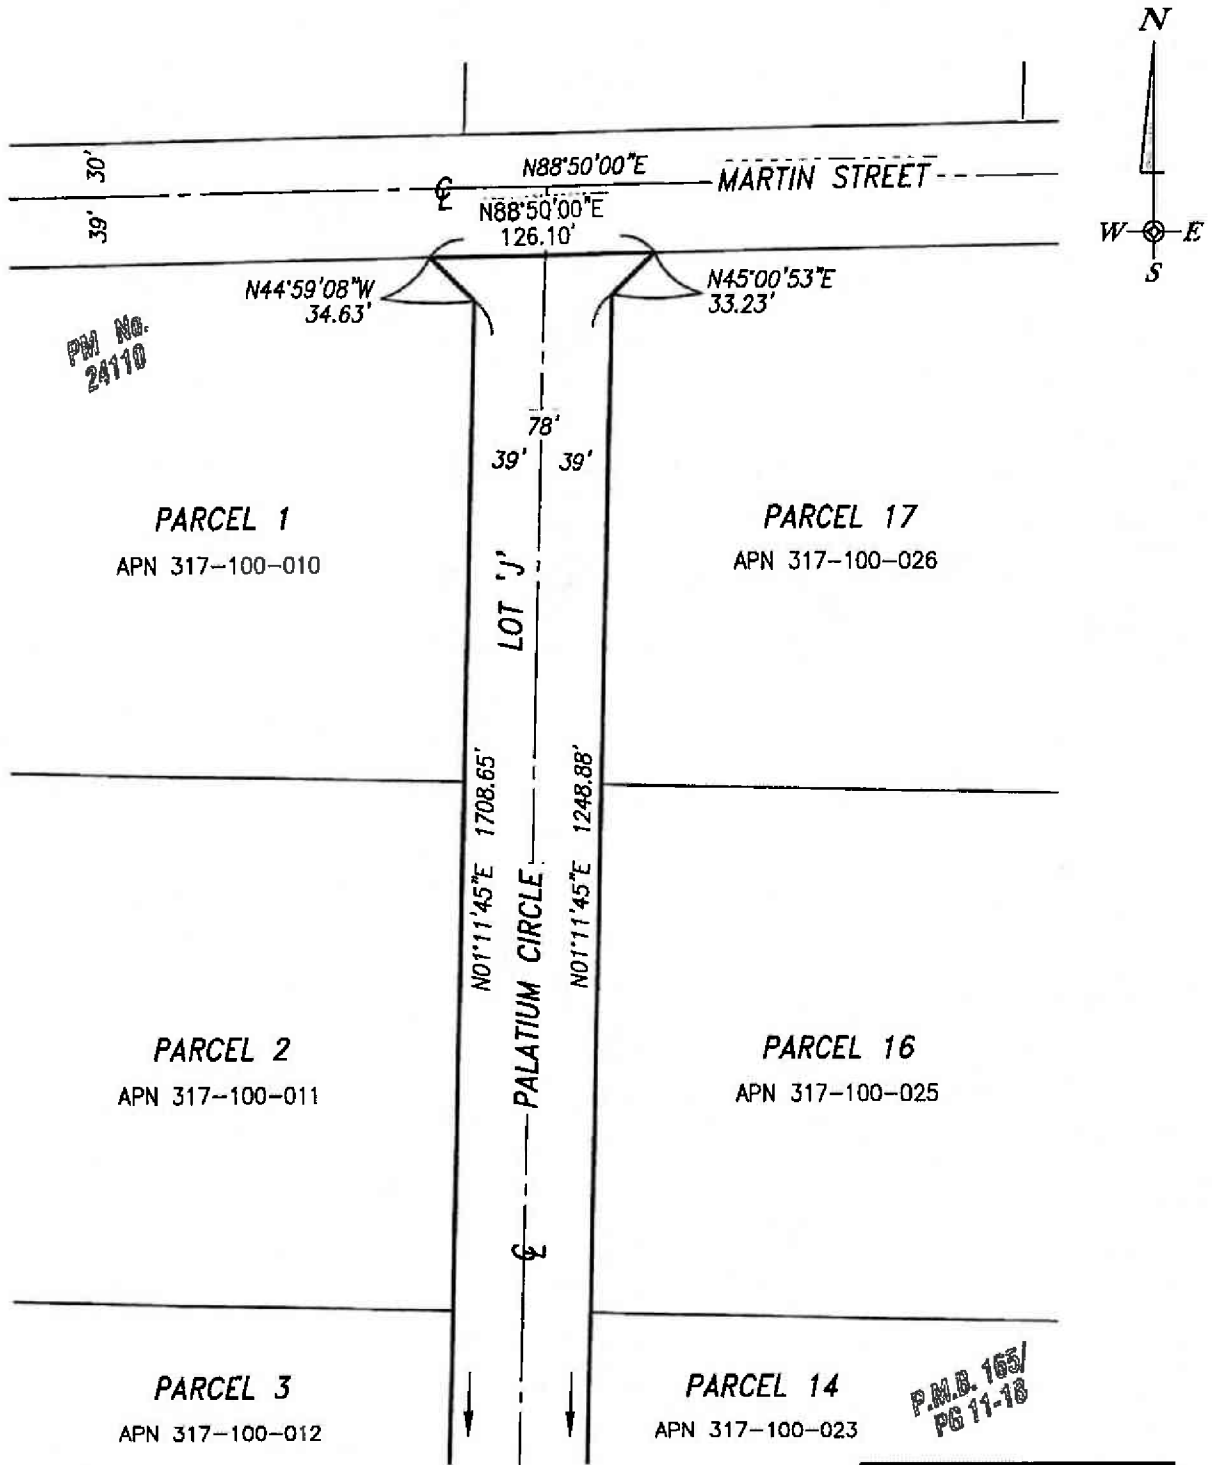 N
30'
N88°50'00"E
MARTIN STREET
39'
N88°50'00"E
126.10'
W E
S
N44°59'08"W
34.63'
N45°00'53"E
33.23'
PM No.
24110
78'
39' 39'
PARCEL 1
APN 317-100-010
PARCEL 17
APN 317-100-026
LOT 'J'
N01°11'45"E 1708.65'
N01°11'45"E 1248.88'
PALATIUM CIRCLE
PARCEL 2
APN 317-100-011
PARCEL 16
APN 317-100-025
PARCEL 3
APN 317-100-012
PARCEL 14
APN 317-100-023
P.M.B. 165/
PG 11-18